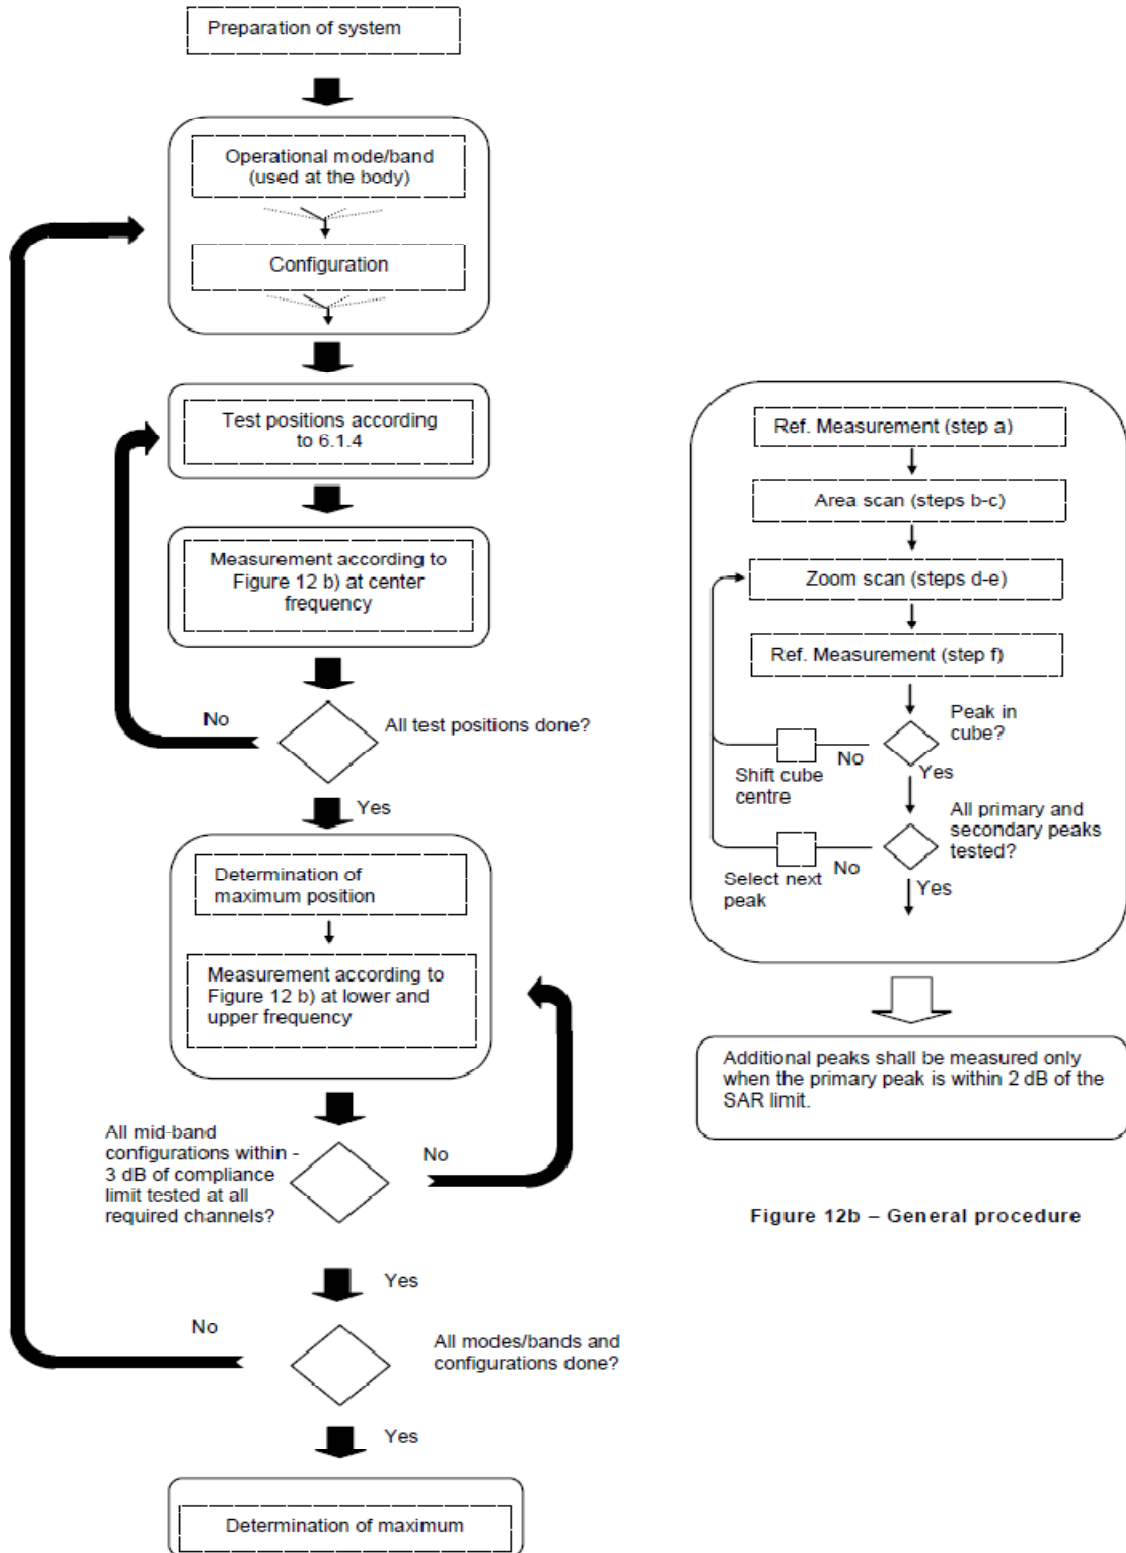 Preparation of system
Operational mode/band
(used at the body)
Configuration
Test positions according
to 6.1.4
Measurement according to
Figure 12 b) at center
frequency
No
All test positions done?
Yes
Determination of
maximum position
Measurement according to
Figure 12 b) at lower and
upper frequency
All mid-band
configurations within -
3 dB of compliance
limit tested at all
required channels?
No
Yes
No
All modes/bands and
configurations done?
Yes
Determination of maximum
Ref. Measurement (step a)
Area scan (steps b-c)
Zoom scan (steps d-e)
Ref. Measurement (step f)
Peak in
cube?
No
Shift cube
centre
Yes
All primary and
secondary peaks
tested?
No
Select next
peak
Yes
Additional peaks shall be measured only
when the primary peak is within 2 dB of the
SAR limit.
Figure 12b – General procedure